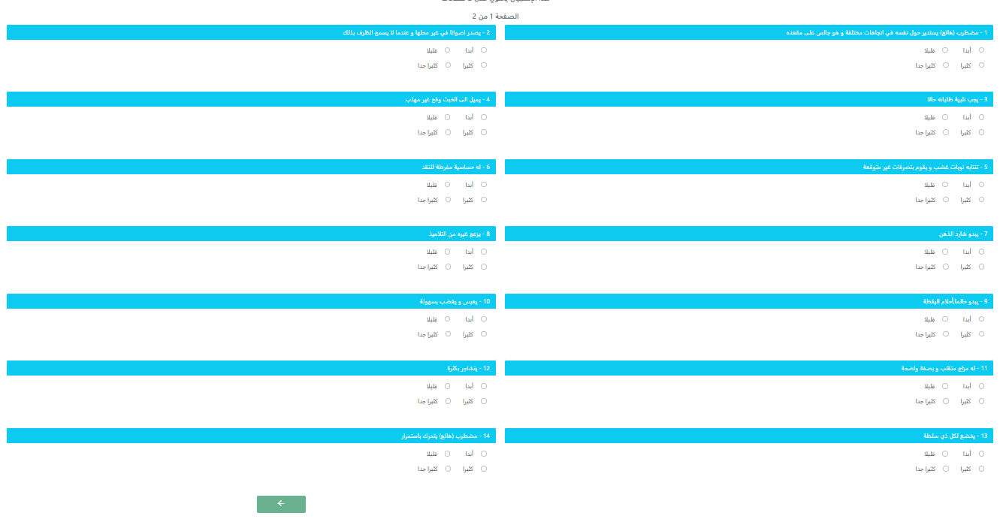 الصفحة 1 من 2
1 - مضطرب (هائج) يستدير حول نفسه في اتجاهات مختلفة و هو جالس على مقعده
أبدا
قليلا
كثيرا
كثيرا جدا
2 - يصدر اصواتا في غير محلها و عندما لا يسمح الظرف بذلك
أبدا
قليلا
كثيرا
كثيرا جدا
3 - يجب تلبية طلباته حالا
أبدا
قليلا
كثيرا
كثيرا جدا
4 - يميل الى الخبث وقح غير مهذب
أبدا
قليلا
كثيرا
كثيرا جدا
5 - تنتابه نوبات غضب و يقوم بتصرفات غير متوقعة
أبدا
قليلا
كثيرا
كثيرا جدا
6 - له حساسية مفرطة للنقد
أبدا
قليلا
كثيرا
كثيرا جدا
7 - يبدو شارد الذهن
أبدا
قليلا
كثيرا
كثيرا جدا
8 - يزعج غيره من التلاميذ
أبدا
قليلا
كثيرا
كثيرا جدا
9 - يبدو حالما,أحلام اليقظة
أبدا
قليلا
كثيرا
كثيرا جدا
10 - يعبس و يغضب بسهولة
أبدا
قليلا
كثيرا
كثيرا جدا
11 - له مزاج متقلب و بصفة واضحة
أبدا
قليلا
كثيرا
كثيرا جدا
12 - يتشاجر بكثرة
أبدا
قليلا
كثيرا
كثيرا جدا
13 - يخضع لكل ذي سلطة
أبدا
قليلا
كثيرا
كثيرا جدا
14 - مضطرب (هائج) يتحرك باستمرار
أبدا
قليلا
كثيرا
كثيرا جدا